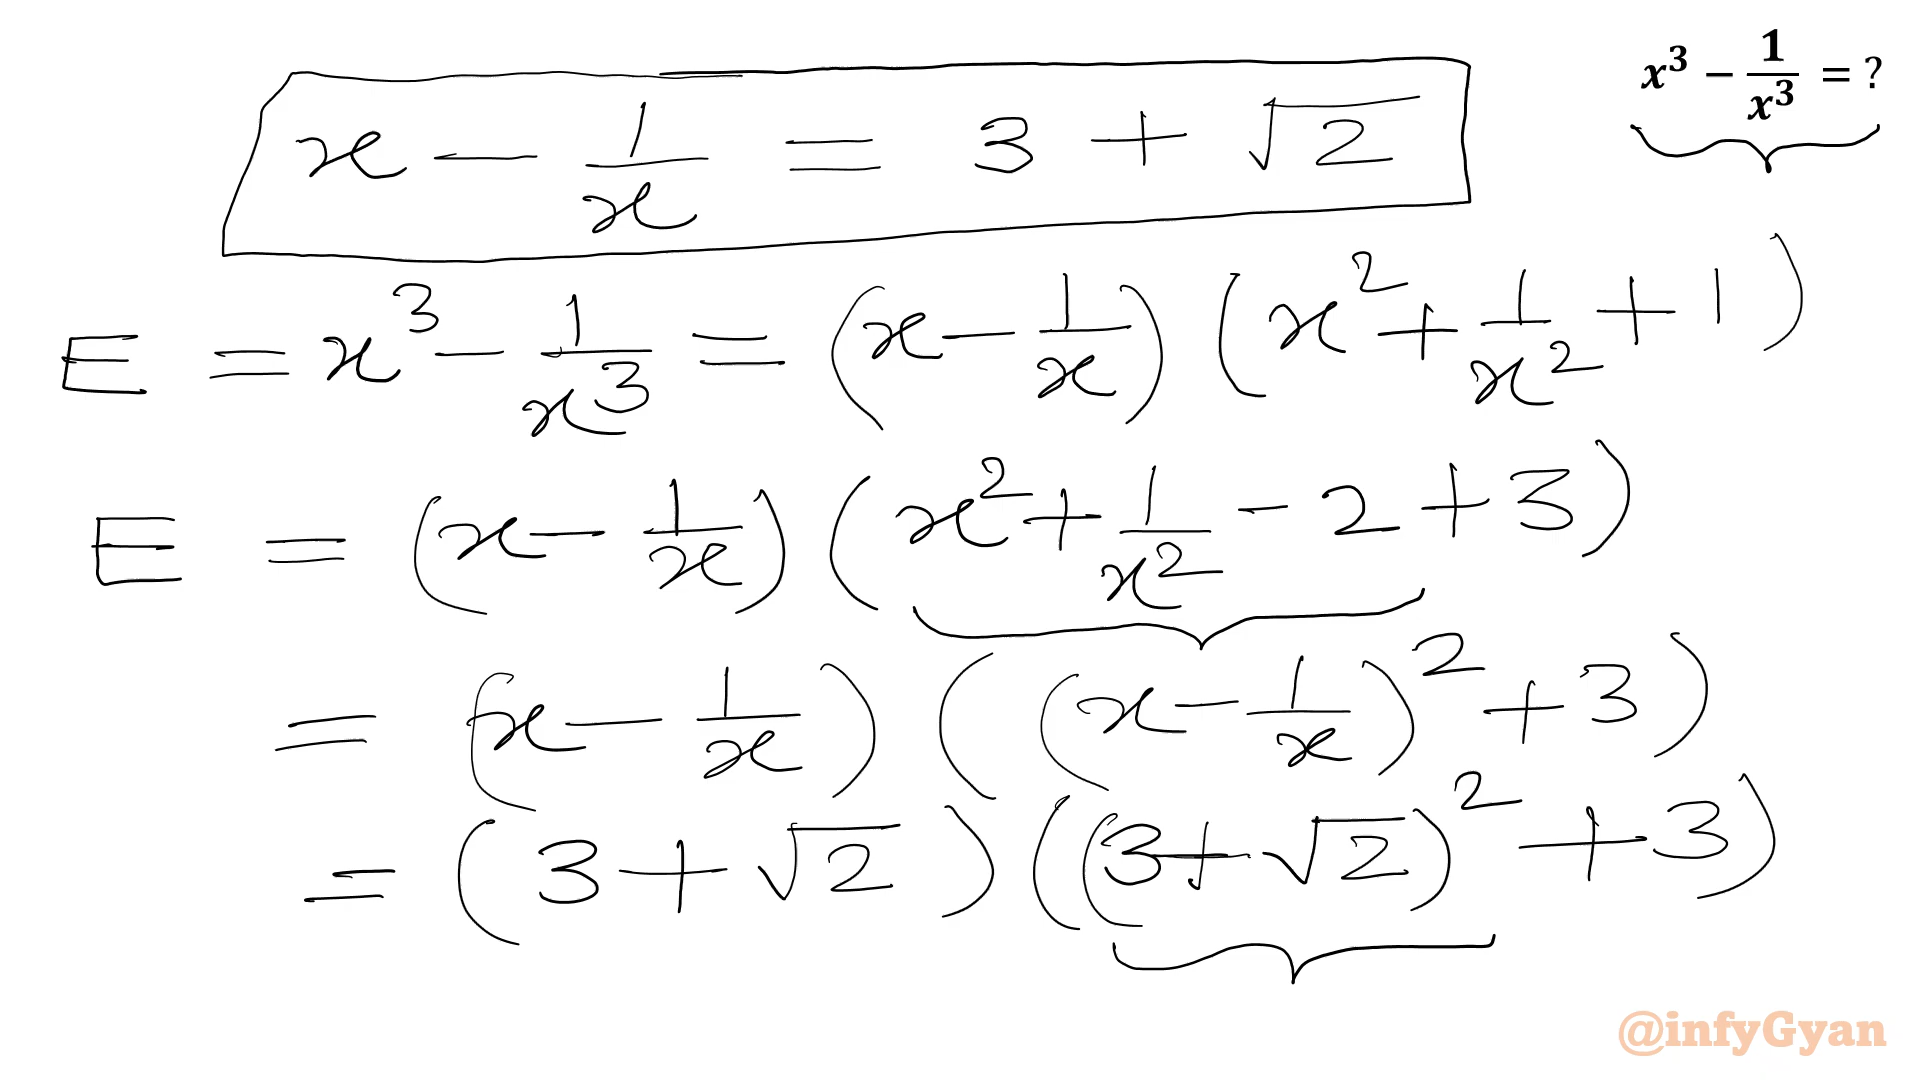 x³ − 1/x³ = ?
x − 1/x = 3 + √2
E = x³ − 1/x³ = (x − 1/x) (x² + 1/x² + 1)
E = (x − 1/x) (x² + 1/x² − 2 + 3)
= (x − 1/x) ((x − 1/x)² + 3)
= (3 + √2) ((3 + √2)² + 3)
@infyGyan